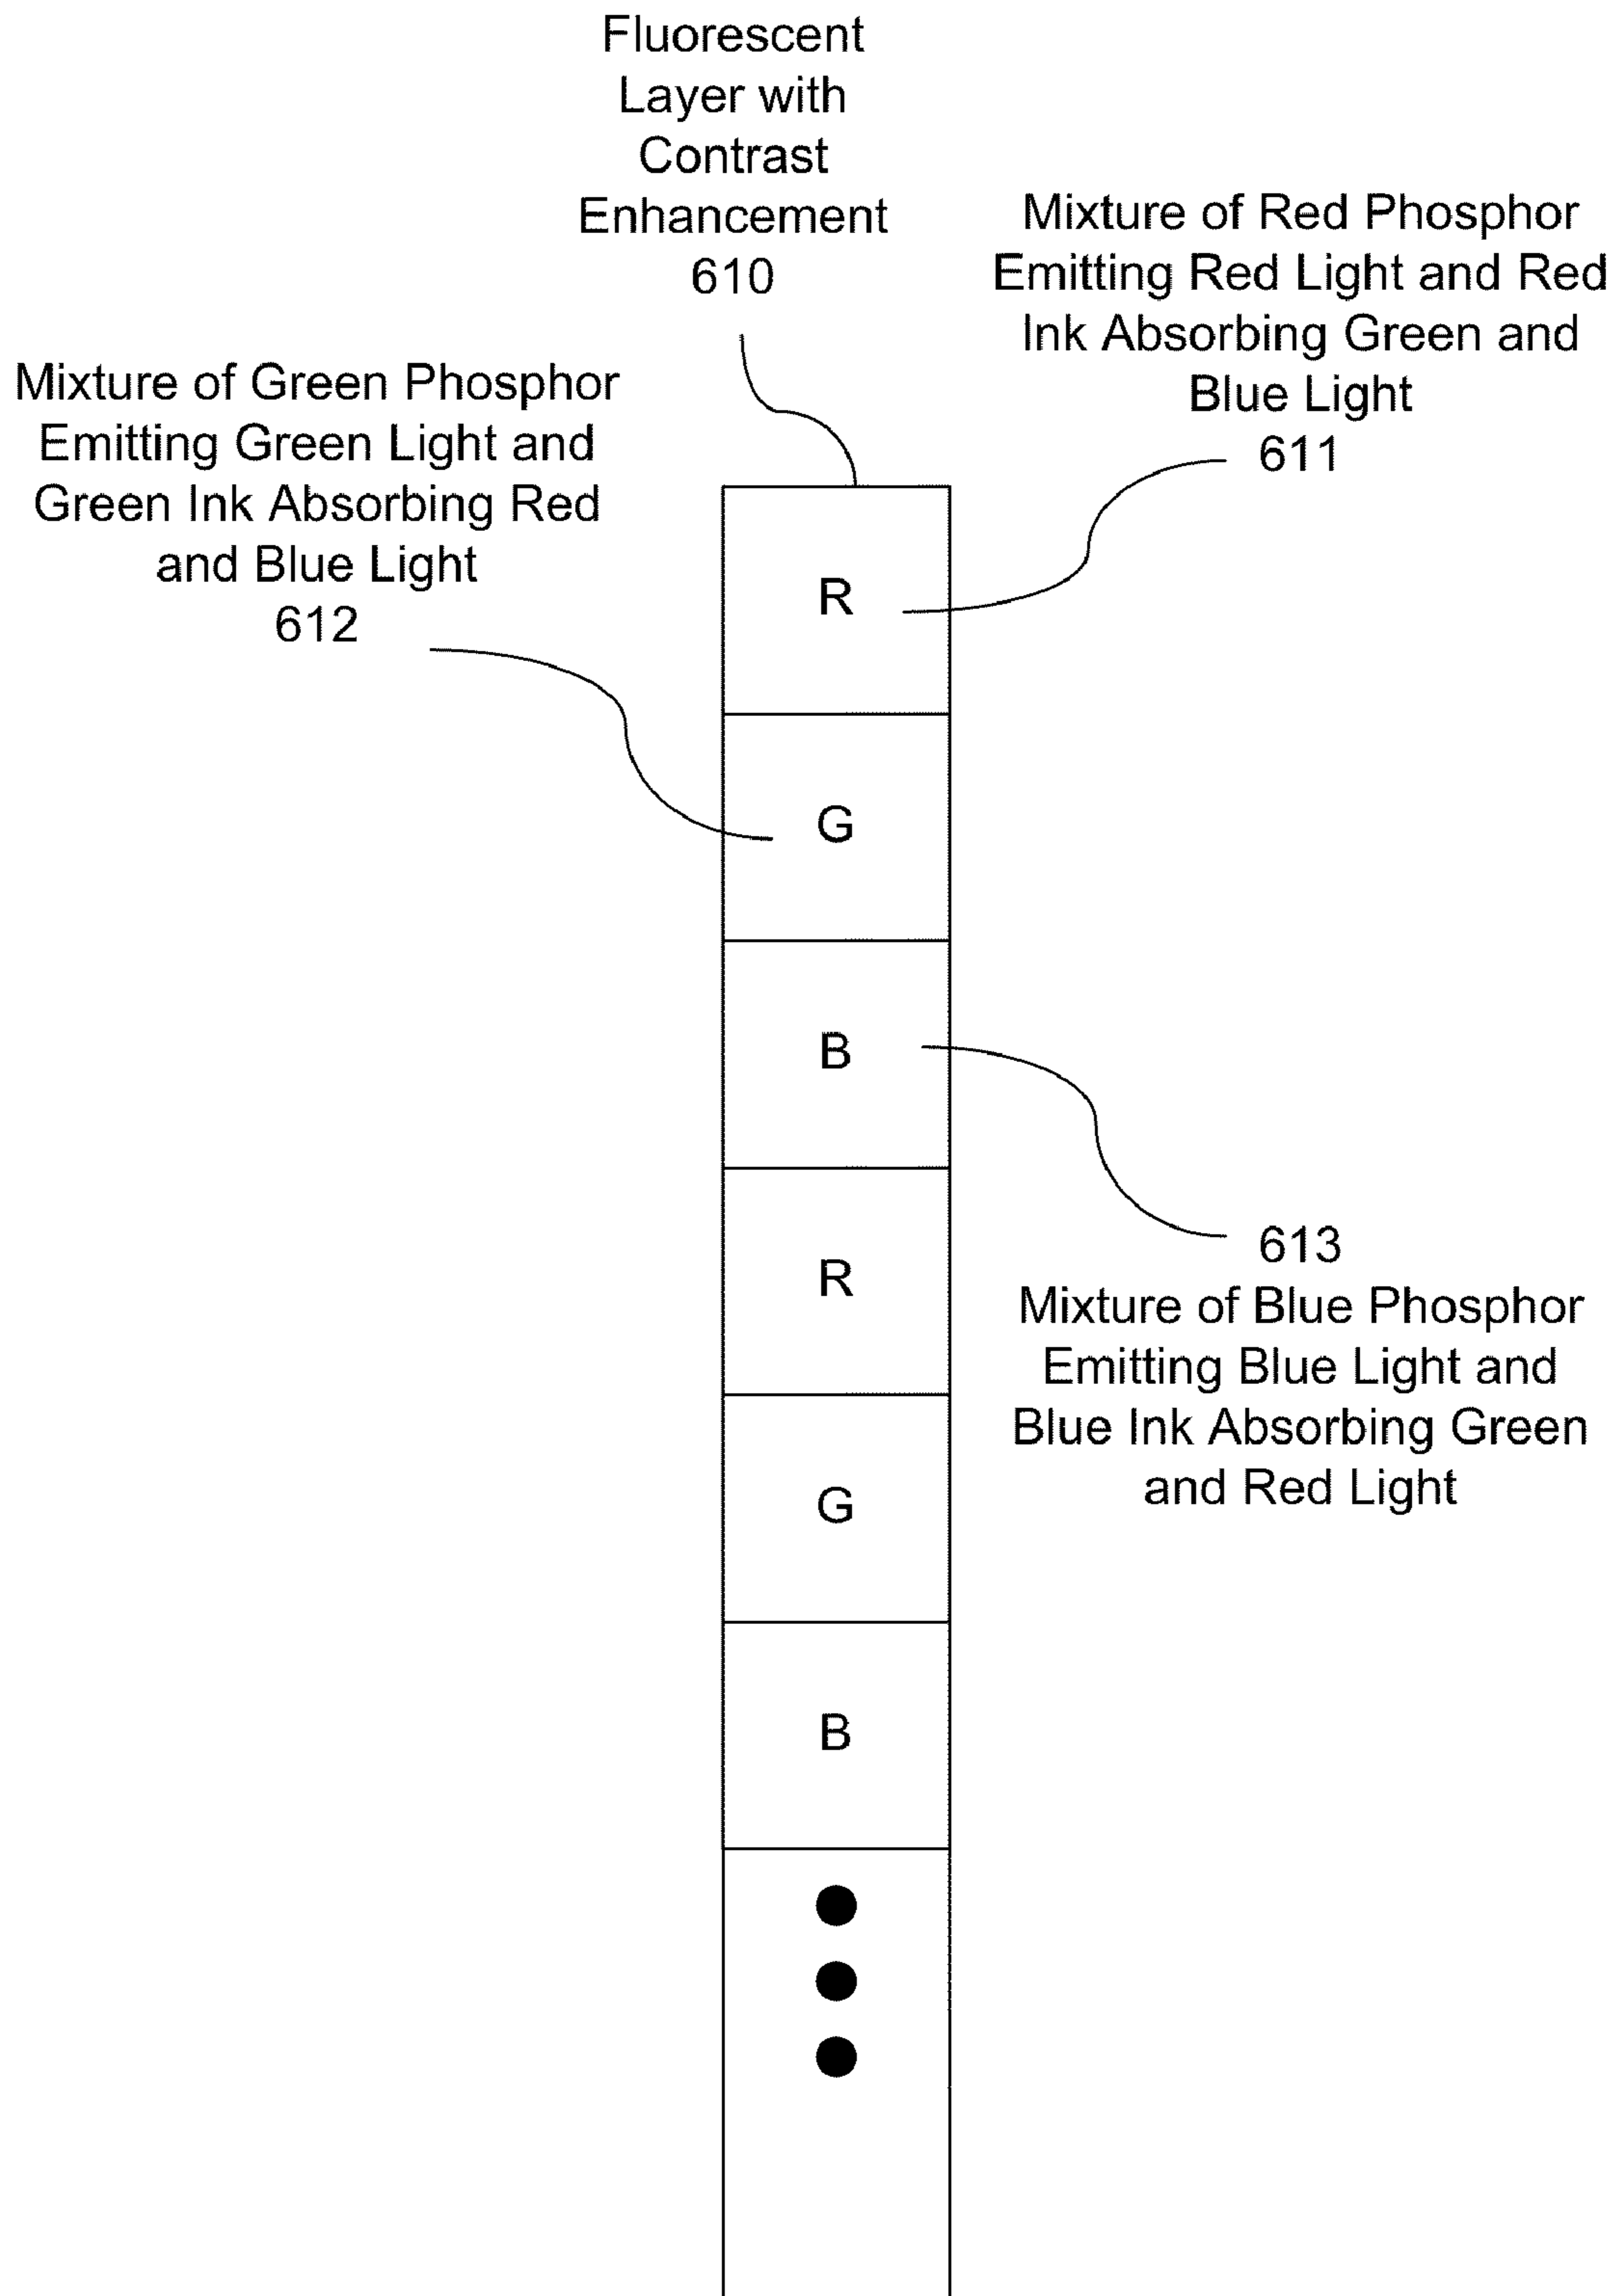 Fluorescent
Layer with
Contrast
Enhancement
610
Mixture of Red Phosphor
Emitting Red Light and Red
Ink Absorbing Green and
Blue Light
611
Mixture of Green Phosphor
Emitting Green Light and
Green Ink Absorbing Red
and Blue Light
612
R
G
B
R
G
B
613
Mixture of Blue Phosphor
Emitting Blue Light and
Blue Ink Absorbing Green
and Red Light